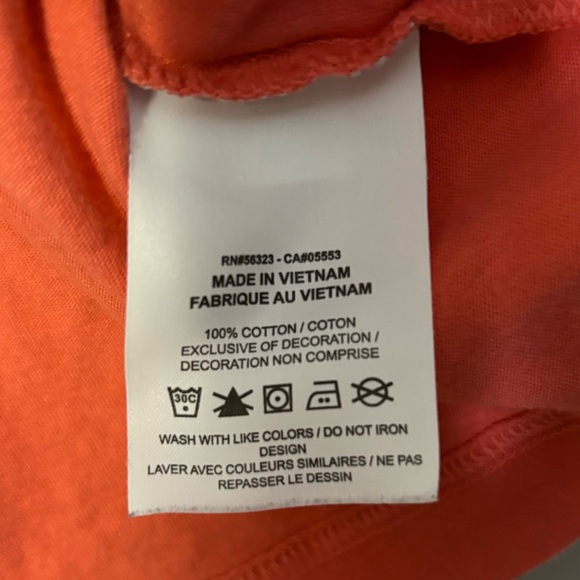 RN#56323 - CA#05553
MADE IN VIETNAM
FABRIQUE AU VIETNAM
100% COTTON / COTON
EXCLUSIVE OF DECORATION /
DECORATION NON COMPRISE
30C
WASH WITH LIKE COLORS / DO NOT IRON
DESIGN
LAVER AVEC COULEURS SIMILAIRES / NE PAS
REPASSER LE DESSIN